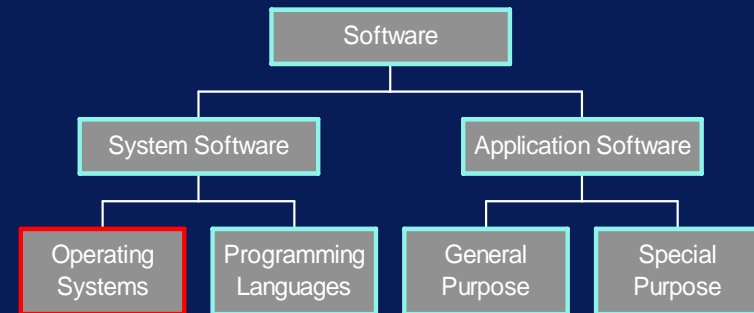 Software
System Software
Application Software
Operating
Systems
Programming
Languages
General
Purpose
Special
Purpose